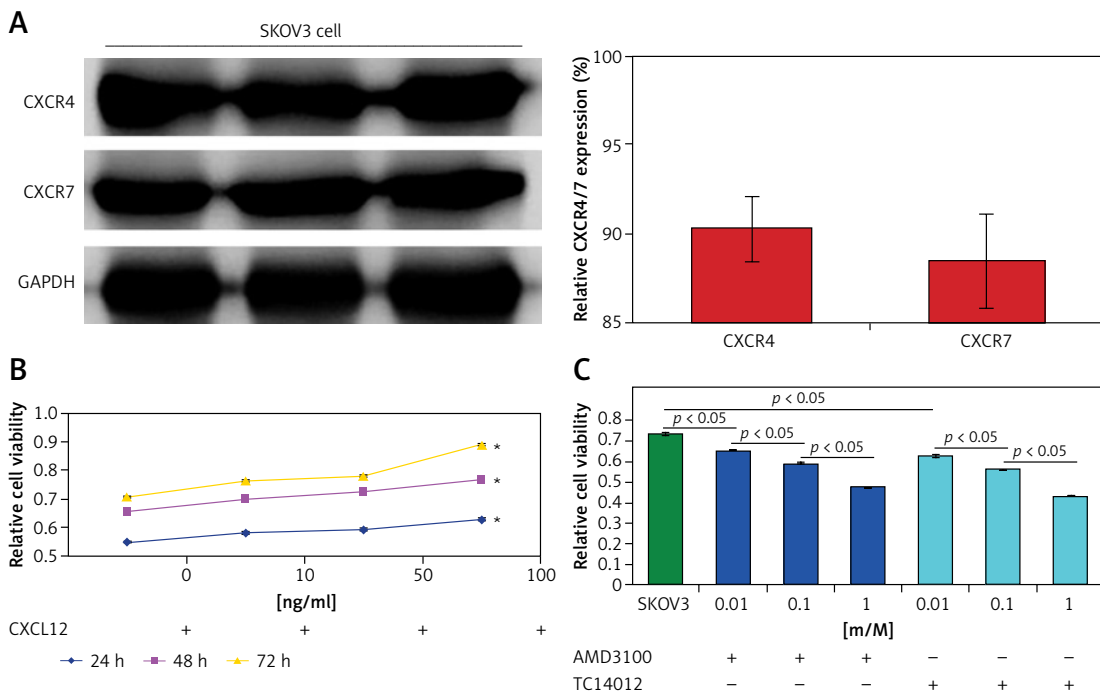 A
SKOV3 cell
CXCR4
CXCR7
GAPDH
Relative CXCR4/7 expression (%)
100
95
90
85
CXCR4 CXCR7
B
Relative cell viability
1.0
0.9
0.8
0.7
0.6
0.5
*
*
*
0 10 50 100
[ng/ml]
CXCL12 + + + +
24 h 48 h 72 h
C
Relative cell viability
0.8
0.7
0.6
0.5
0.4
0.3
0.2
0.1
0
p < 0.05
p < 0.05
p < 0.05
p < 0.05
p < 0.05
p < 0.05
SKOV3 0.01 0.1 1 0.01 0.1 1
[m/M]
AMD3100 + + + – – –
TC14012 – – – + + +